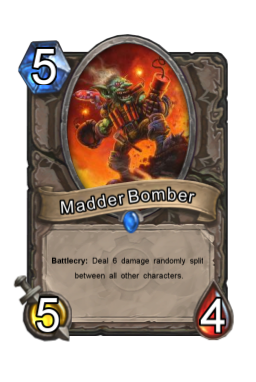 5
Madder Bomber
Battlecry: Deal 6 damage randomly split
between all other characters.
5
4